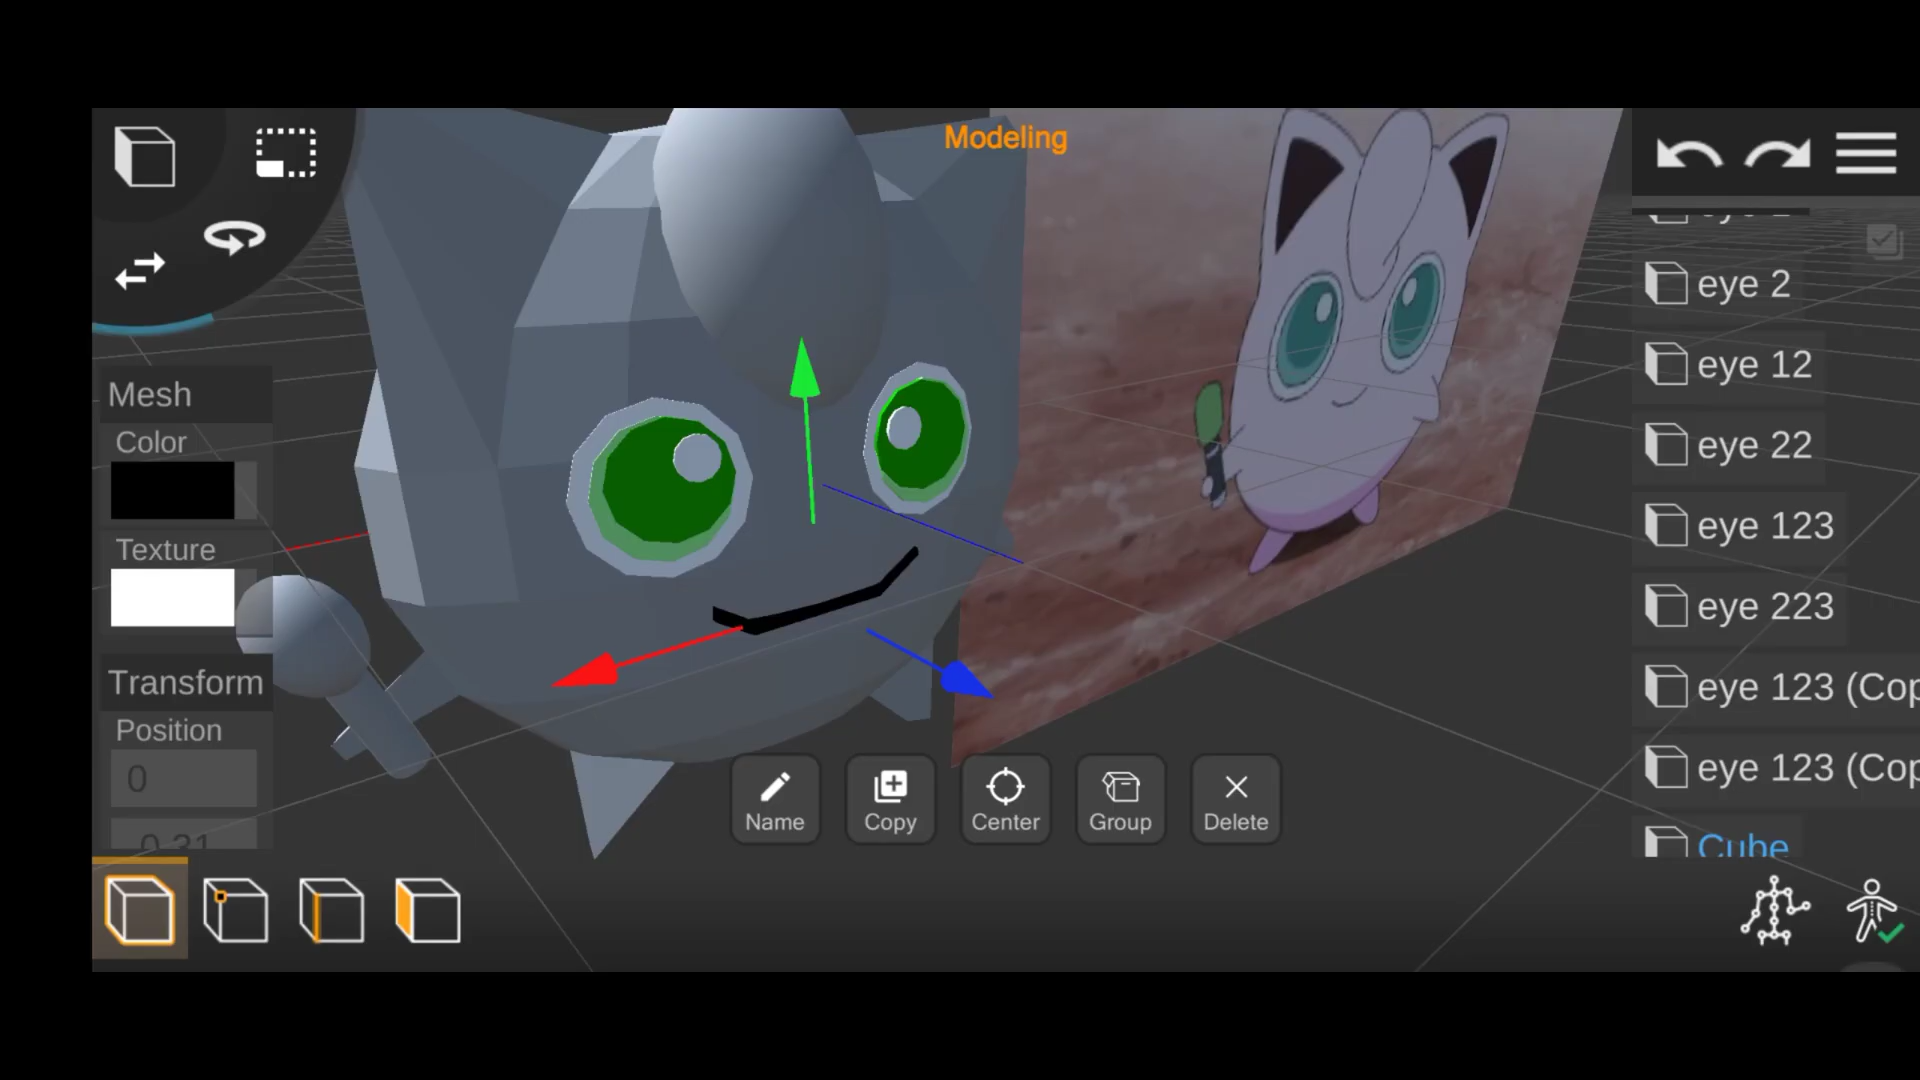 Modeling
eye 2
eye 12
eye 22
eye 123
eye 223
eye 123 (Cop
eye 123 (Cop
Cube
Mesh
Color
Texture
Transform
Position
0
Name
Copy
Center
Group
Delete